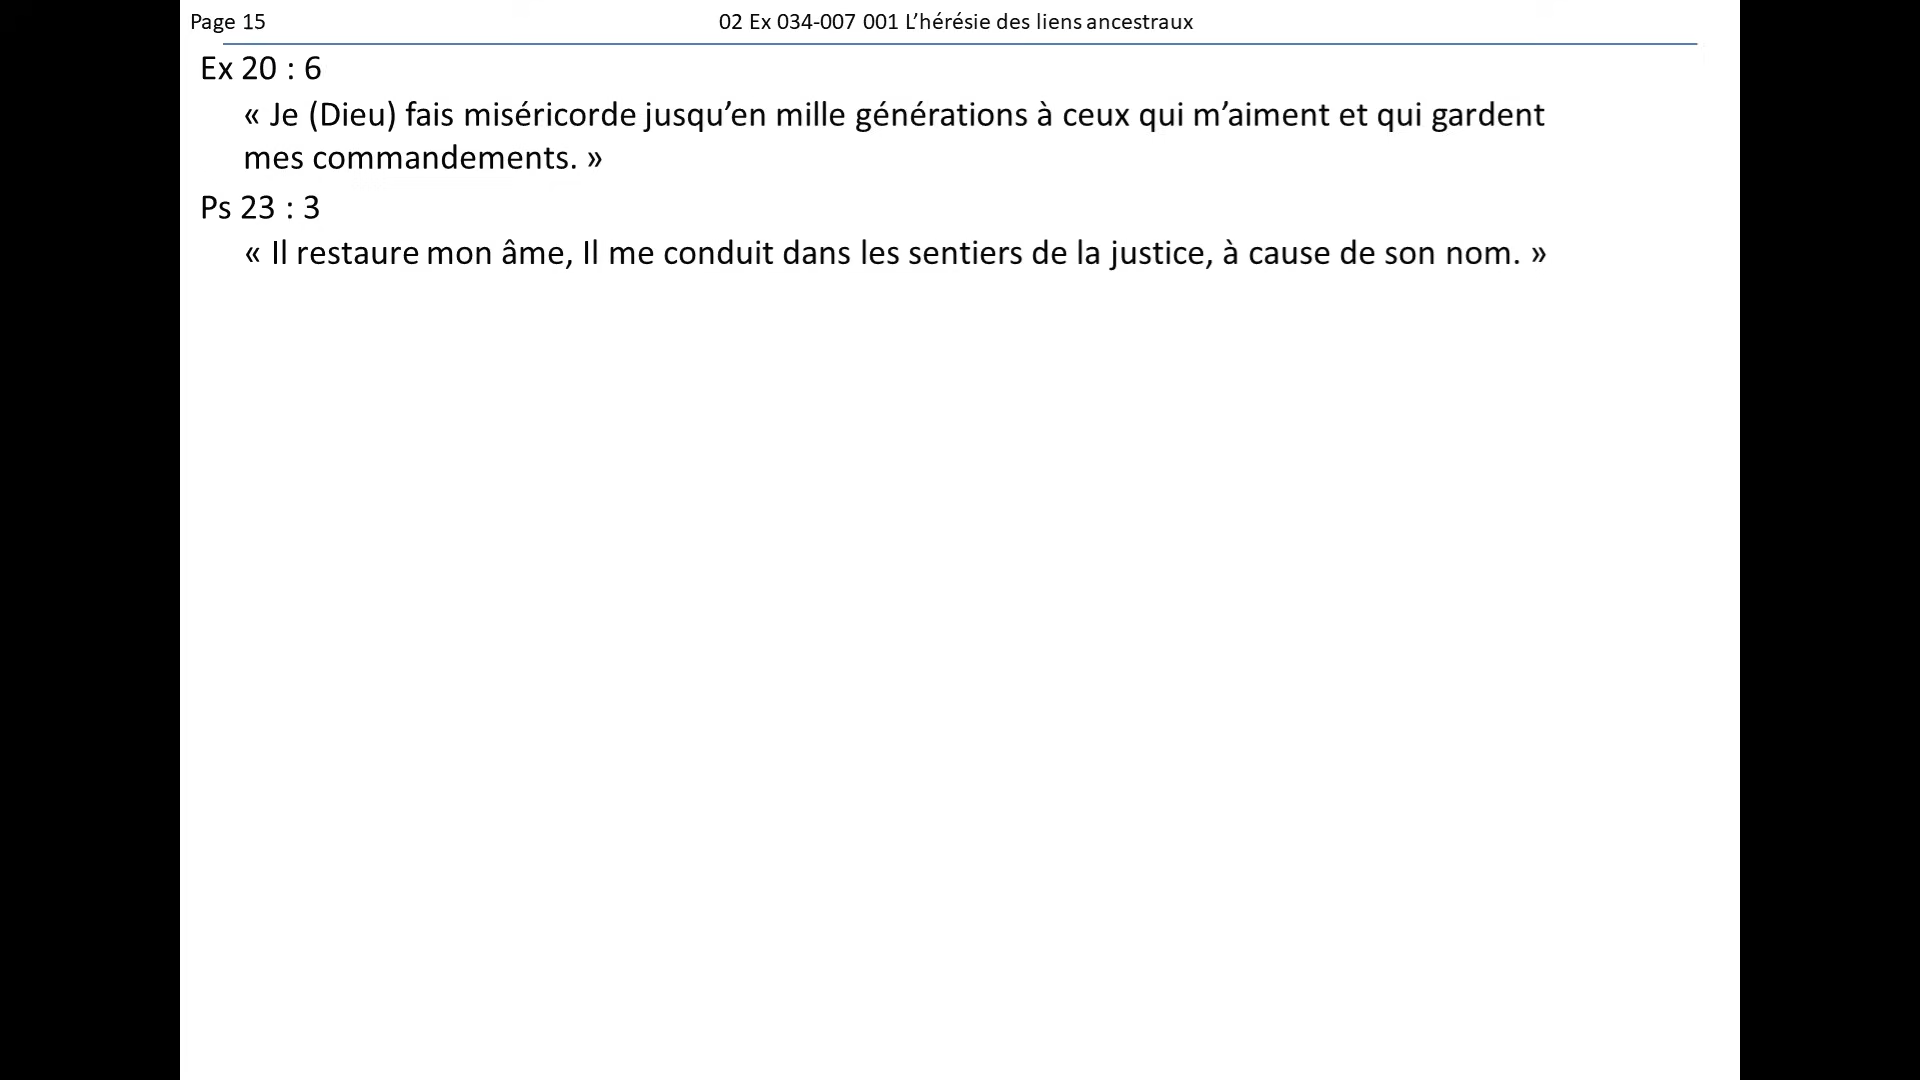 Page 15
02 Ex 034-007 001 L’hérésie des liens ancestraux
Ex 20 : 6
« Je (Dieu) fais miséricorde jusqu’en mille générations à ceux qui m’aiment et qui gardent
mes commandements. »
Ps 23 : 3
« Il restaure mon âme, Il me conduit dans les sentiers de la justice, à cause de son nom. »